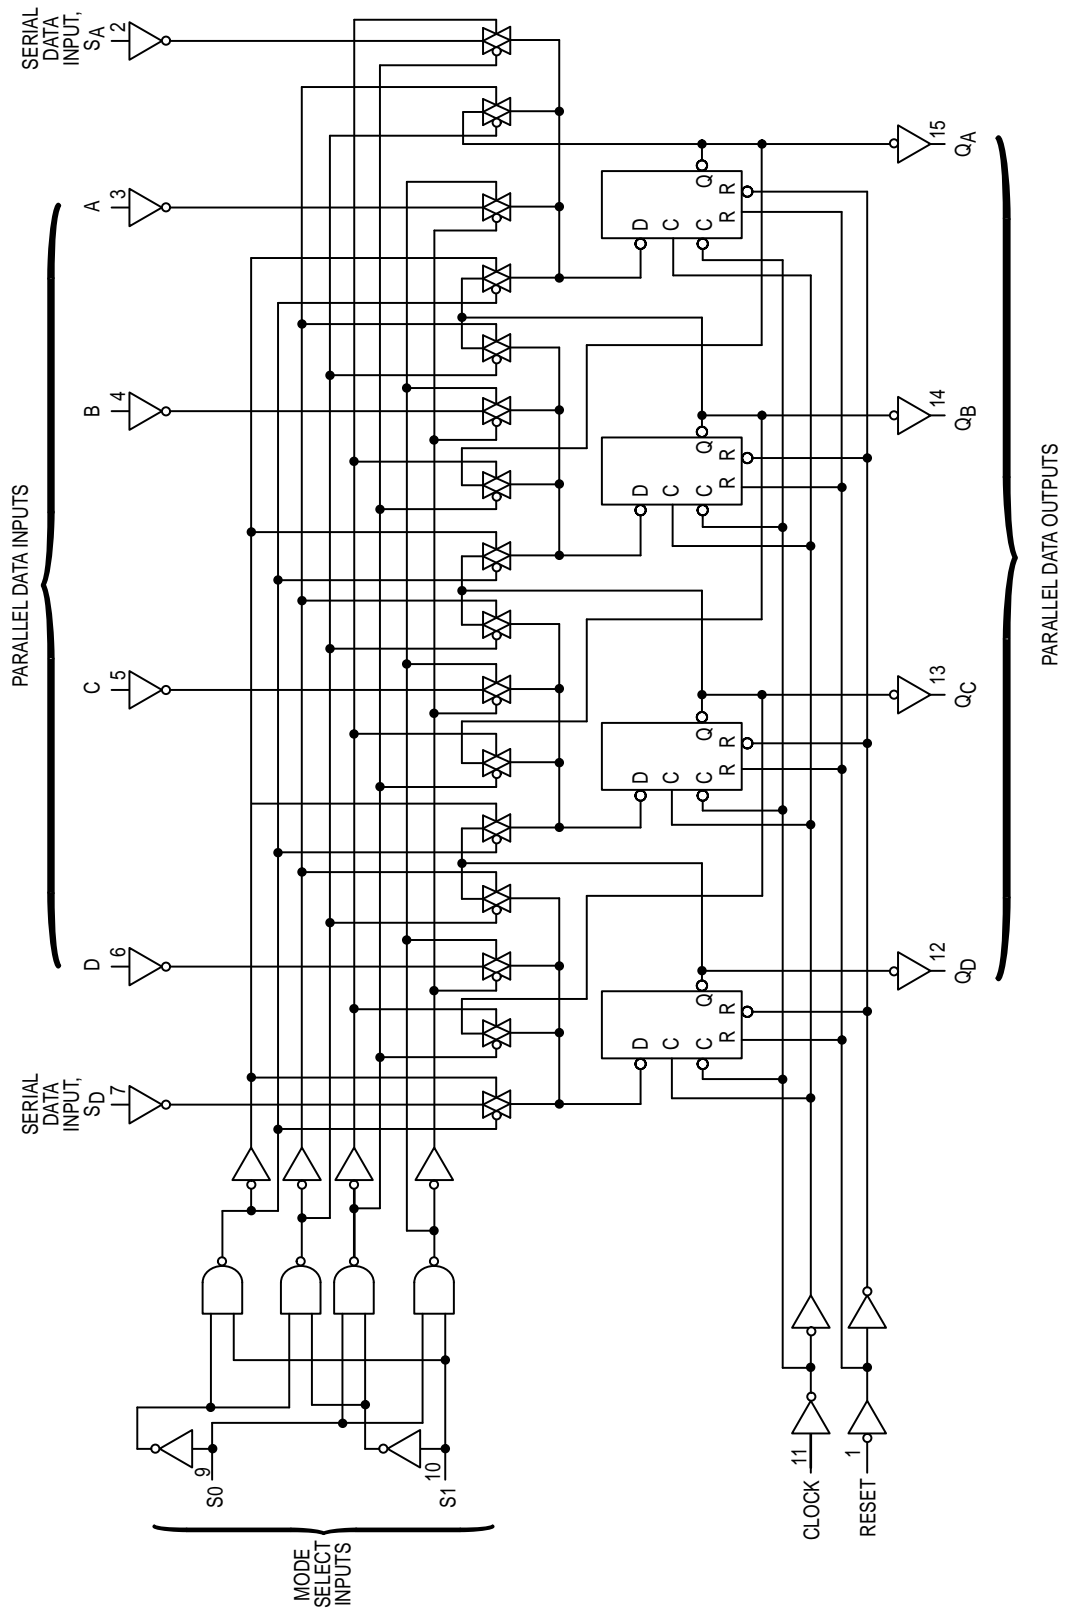 SERIAL
DATA
INPUT,
SA
2
A
3
B
4
C
5
D
6
SERIAL
DATA
INPUT,
SD
7
PARALLEL DATA INPUTS
Q
D
C
C
R
R
15
QA
Q
D
C
C
R
R
14
QB
Q
D
C
C
R
R
13
QC
Q
D
C
C
R
R
12
QD
PARALLEL DATA OUTPUTS
9
S0
10
S1
MODE
SELECT
INPUTS
11
CLOCK
1
RESET